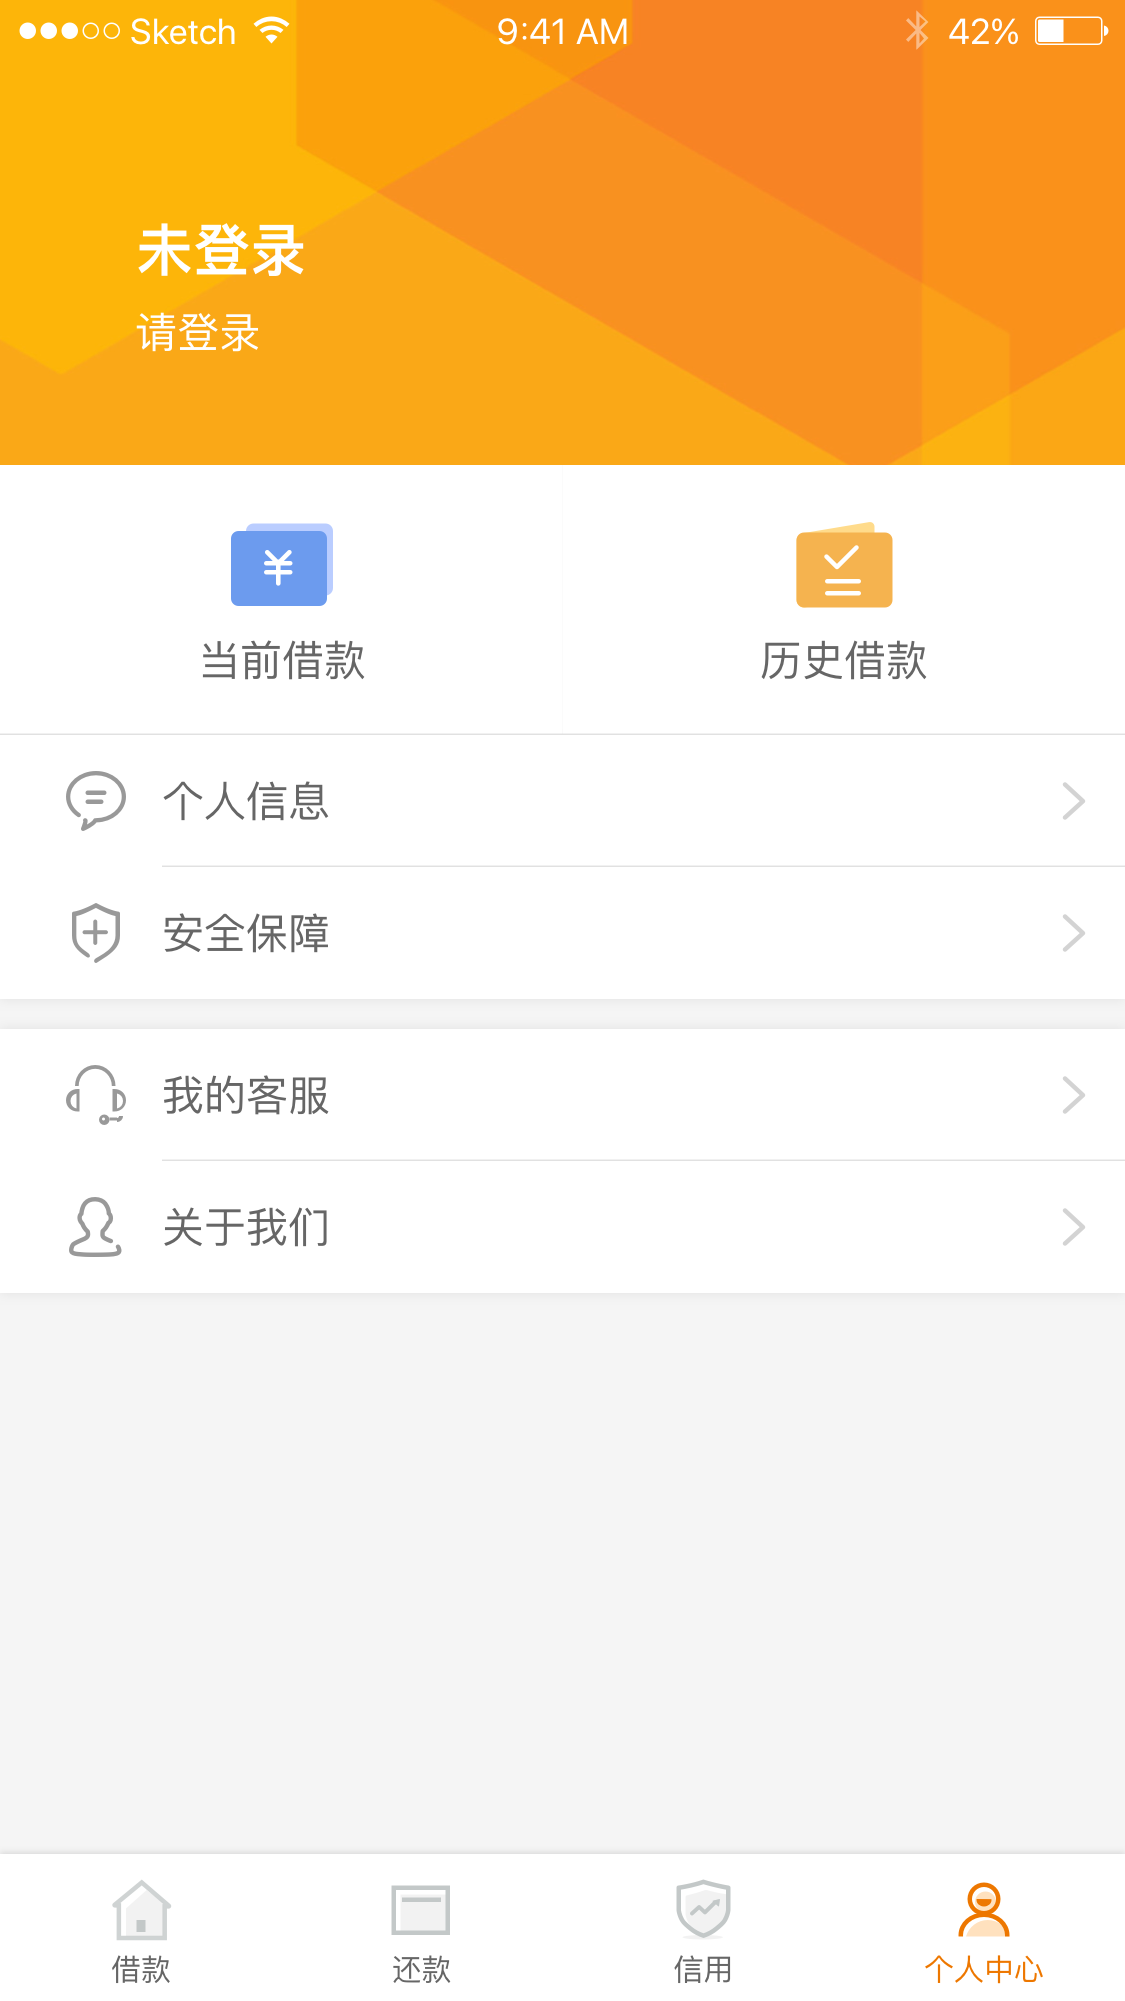 Sketch 9:41 AM 42%
未登录
请登录
当前借款 历史借款
个人信息
安全保障
我的客服
关于我们
借款 还款 信用 个人中心